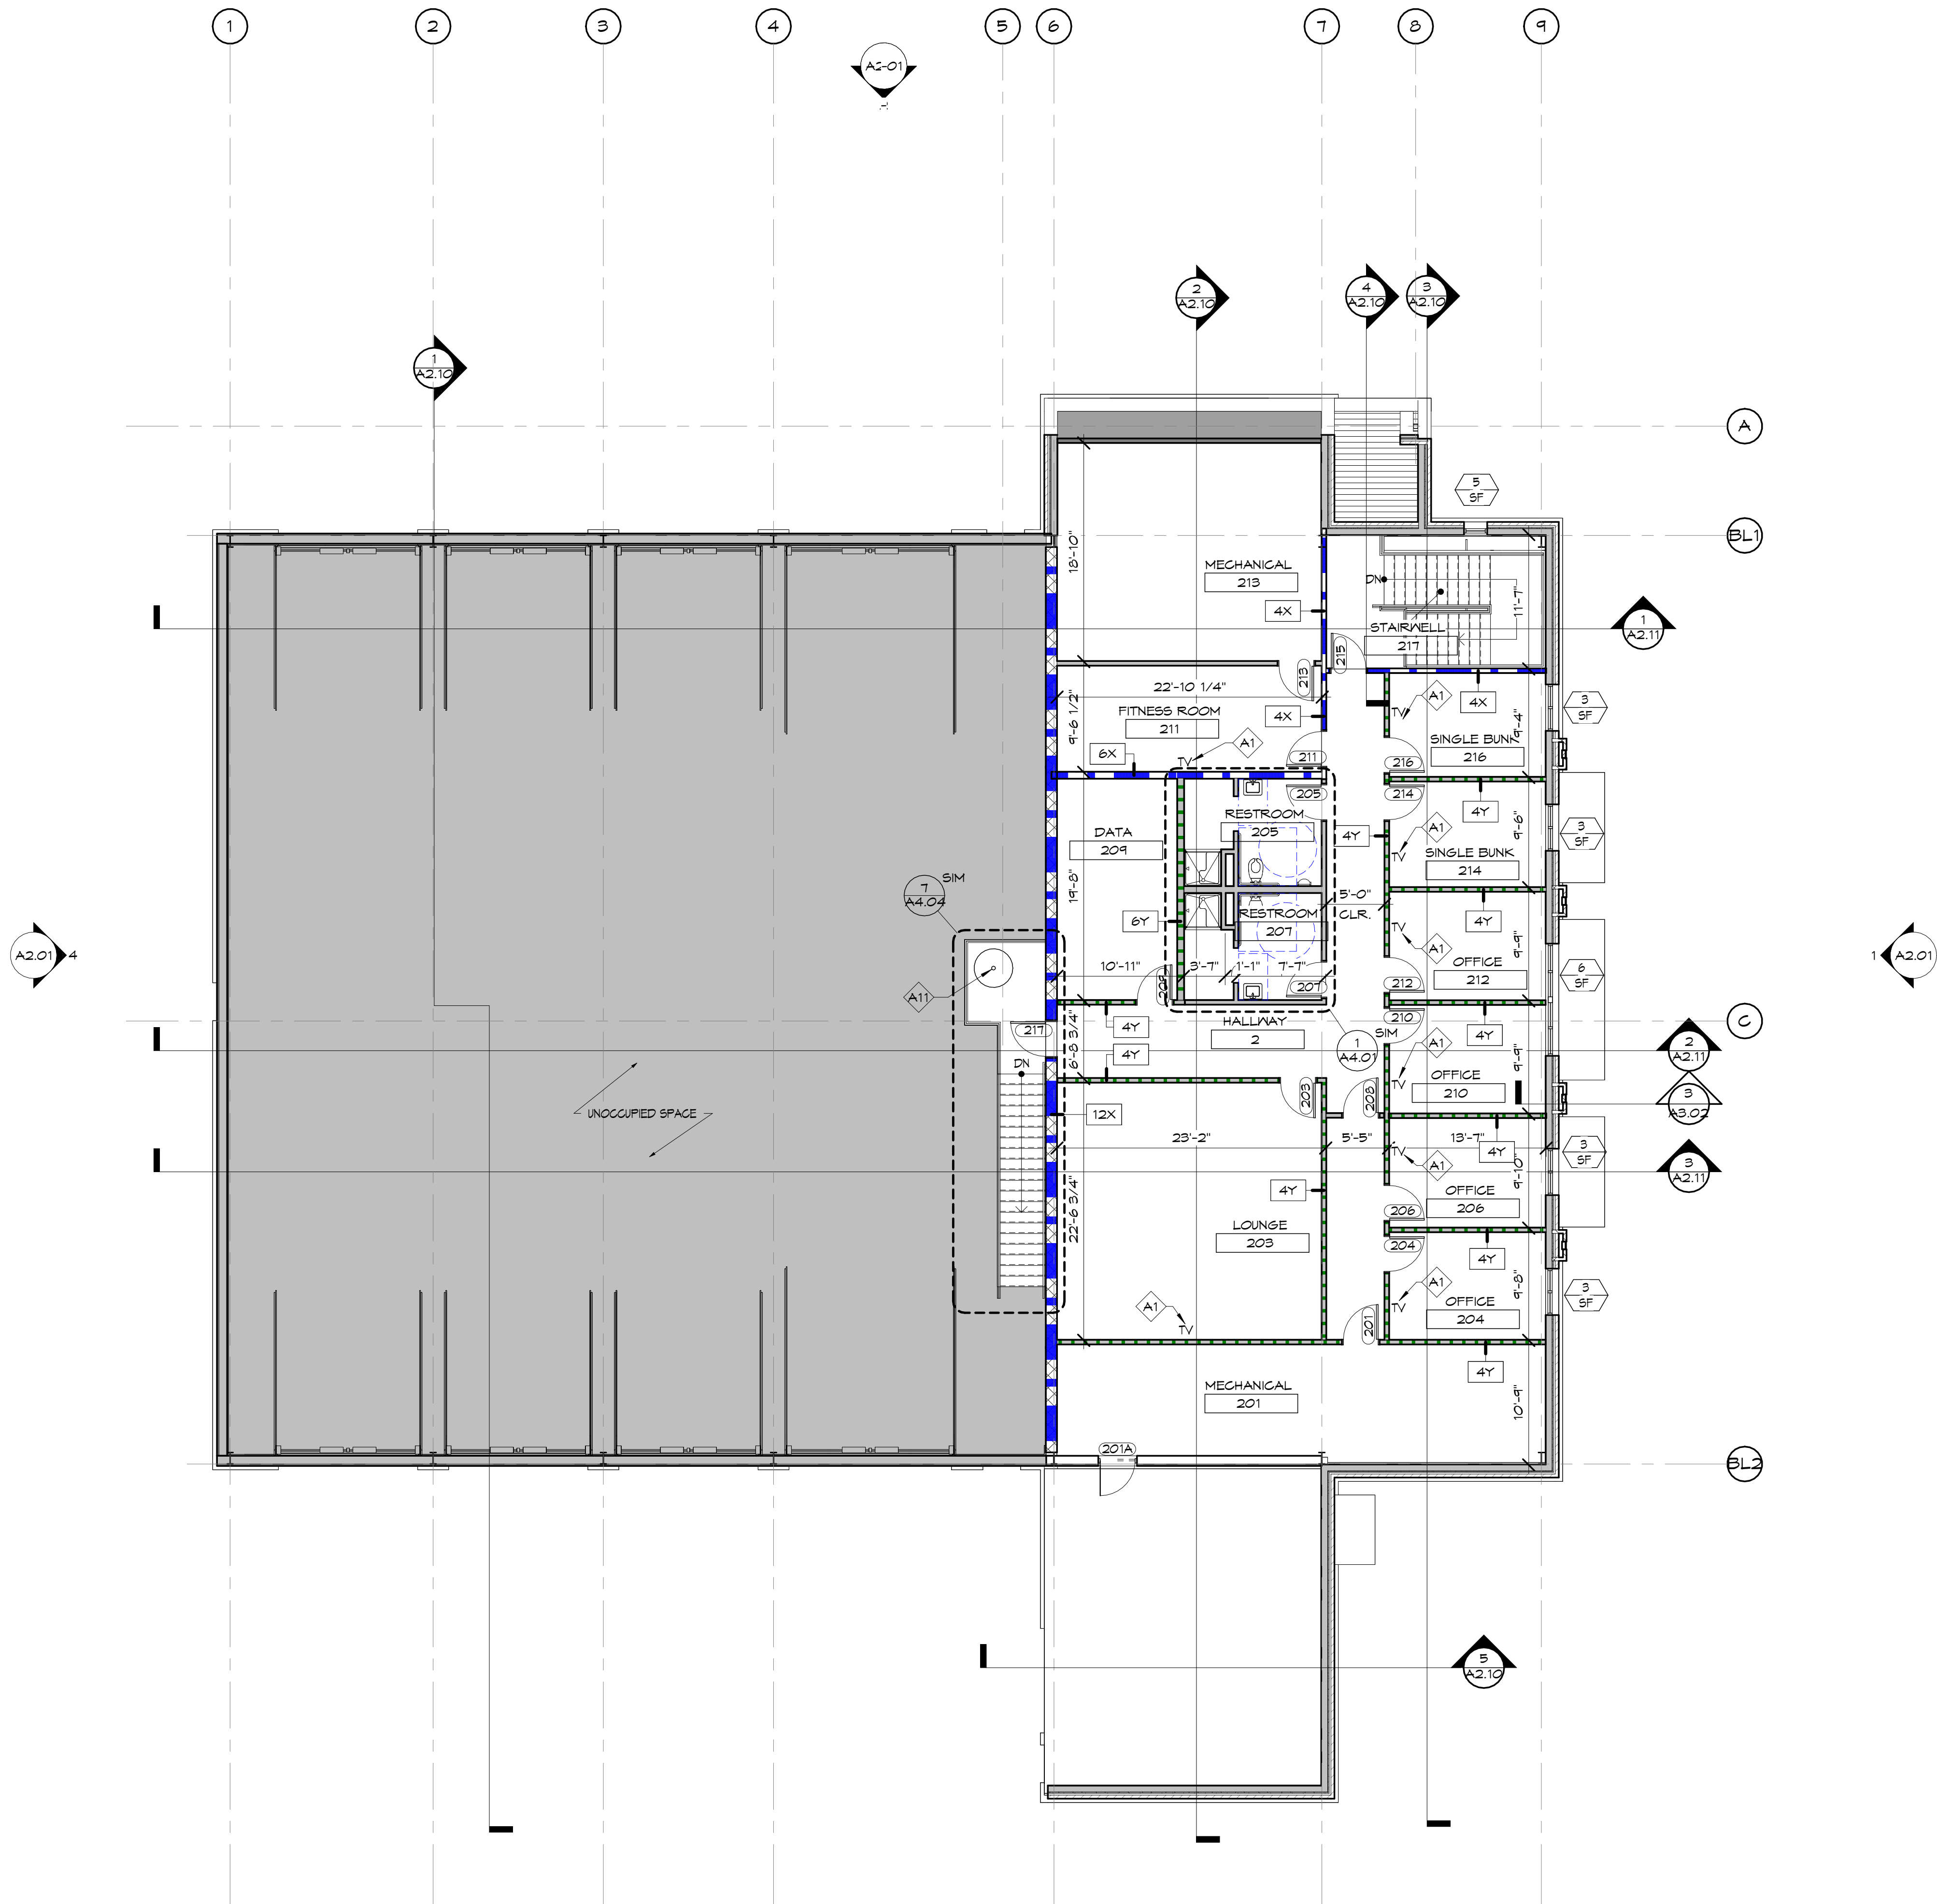 1
2
3
4
5
6
7
8
9
A2-01
2
A2.10
4
A2.10
3
A2.10
1
A2.10
A
5
SF
BL1
18'-10"
MECHANICAL
213
4X
DN
11'-7"
STAIRWELL
217
1
A2.11
213
215
22'-10 1/4"
9'-6 1/2"
FITNESS ROOM
211
4X
A1
TV
6X
211
TV
A1
4X
9'-4"
3
SF
SINGLE BUNK
216
216
205
214
4Y
RESTROOM
205
4Y
A1
TV
9'-6"
3
SF
DATA
209
SINGLE BUNK
214
7
A4.04
SIM
19'-8"
6Y
RESTROOM
207
5'-0"
CLR.
4Y
TV
A1
9'-9"
A2.01
4
1
A2.01
10'-11"
3'-7"
1'-1"
7'-7"
OFFICE
212
212
6
SF
A11
207
217
6'-8 3/4"
4Y
4Y
HALLWAY
2
SIM
1
A4.01
210
4Y
A1
TV
9'-9"
C
2
A2.11
DN
OFFICE
210
3
A3.02
UNOCCUPIED SPACE
12X
203
208
23'-2"
5'-5"
13'-7"
4Y
TV
A1
9'-10"
3
SF
3
A2.11
4Y
22'-6 3/4"
OFFICE
206
206
LOUNGE
203
204
4Y
A1
TV
9'-8"
3
SF
A1
TV
OFFICE
204
201
4Y
MECHANICAL
201
10'-9"
201A
BL2
5
A2.10